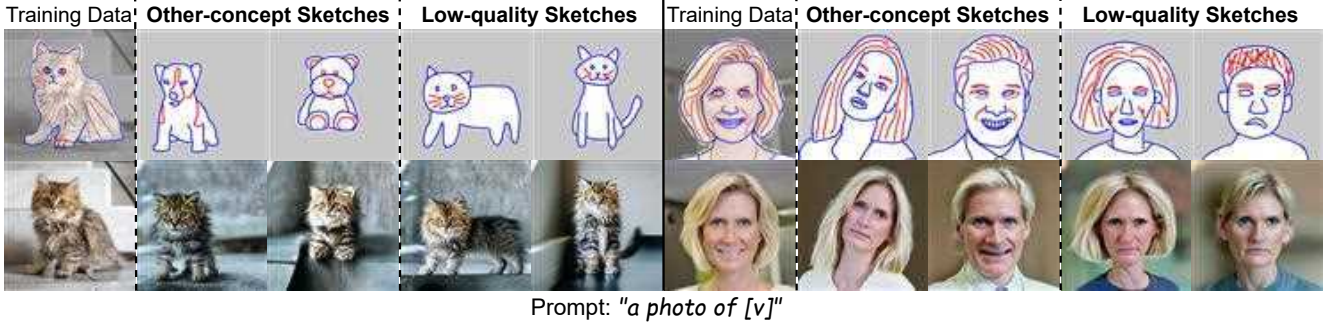 Training Data Other-concept Sketches Low-quality Sketches Training Data Other-concept Sketches Low-quality Sketches
Prompt: "a photo of [v]"